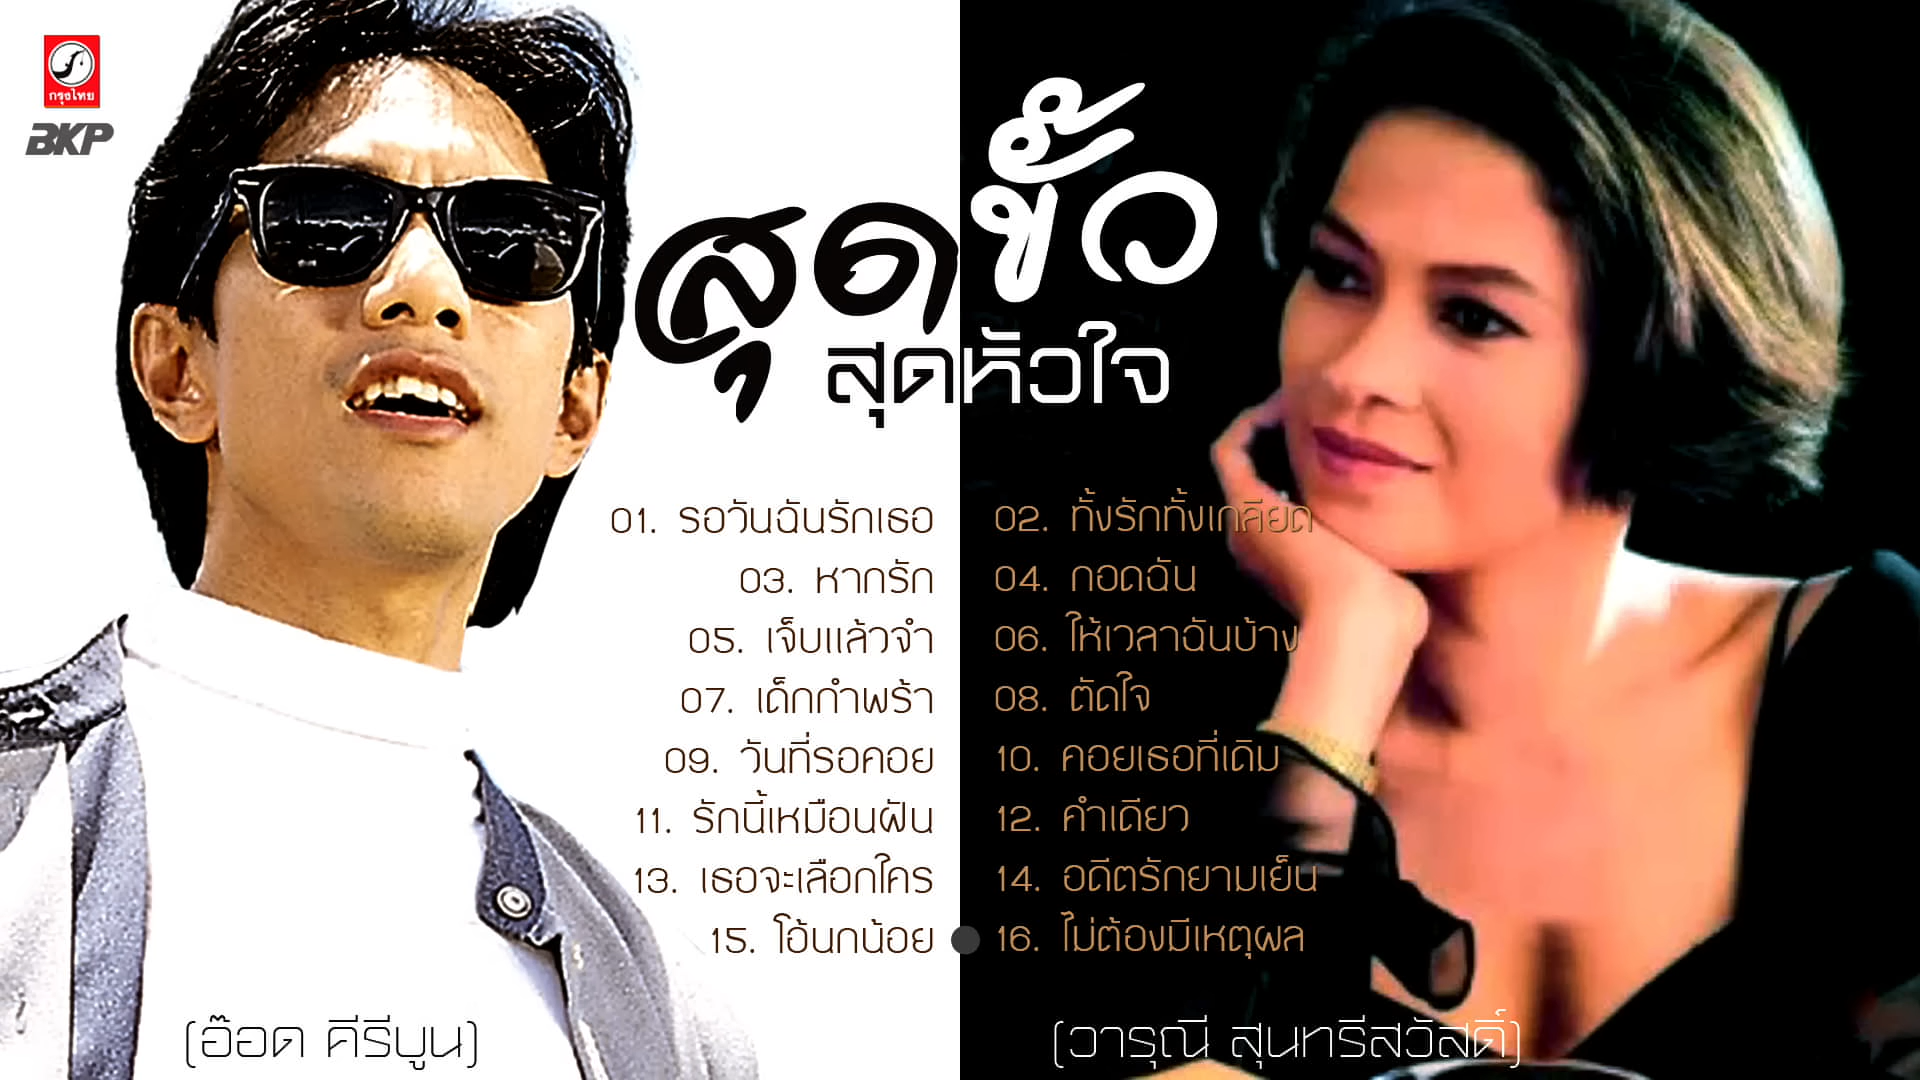 กรุงไทย
BKP
สุดขั้ว
สุดหัวใจ
01. รอวันฉันรักเธอ
02. ทั้งรักทั้งเกลียด
03. หากรัก
04. กอดฉัน
05. เจ็บแล้วจำ
06. ให้เวลาฉันบ้าง
07. เด็กกำพร้า
08. ตัดใจ
09. วันที่รอคอย
10. คอยเธอที่เดิม
11. รักนี้เหมือนฝัน
12. คำเดียว
13. เธอจะเลือกใคร
14. อดีตรักยามเย็น
15. โอ้นกน้อย
16. ไม่ต้องมีเหตุผล
(อ๊อด คีรีบูน)
(วารุณี สุนทรีสวัสดิ์)